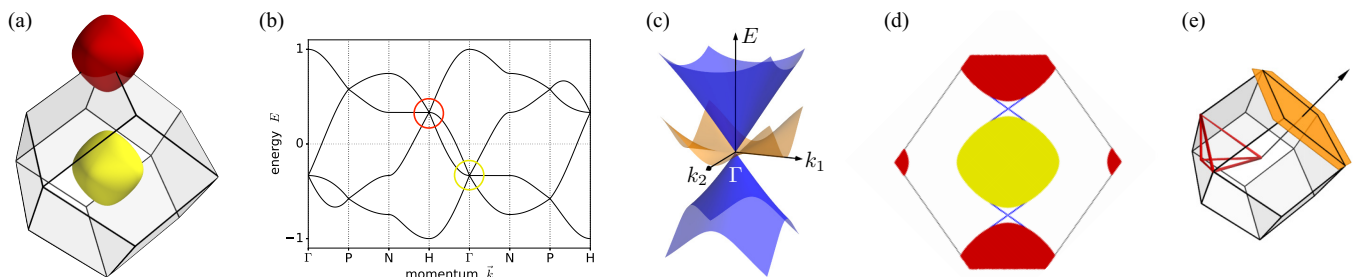 (a)
(b)
(c)
(d)
(e)
energy E
1
0
−1
Γ P N H Γ N P H
momentum k⃗
E
k₁
k₂
Γ